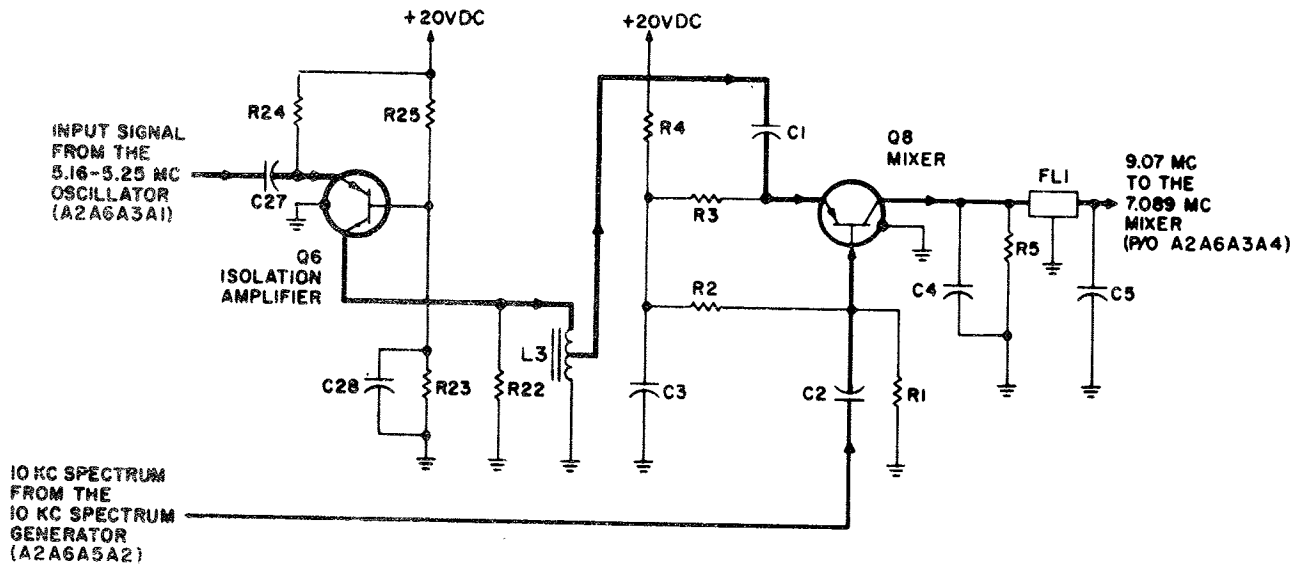 +20VDC
+20VDC
R24
R25
R4
C1
Q8
MIXER
INPUT SIGNAL
FROM THE
5.16-5.25 MC
OSCILLATOR
(A2A6A3A1)
C27
R3
FL1
9.07 MC
TO THE
7.089 MC
MIXER
(P/O A2A6A3A4)
Q6
ISOLATION
AMPLIFIER
R2
R5
C4
C5
L3
C28
R23
R22
C3
C2
R1
10 KC SPECTRUM
FROM THE
10 KC SPECTRUM
GENERATOR
(A2A6A5A2)